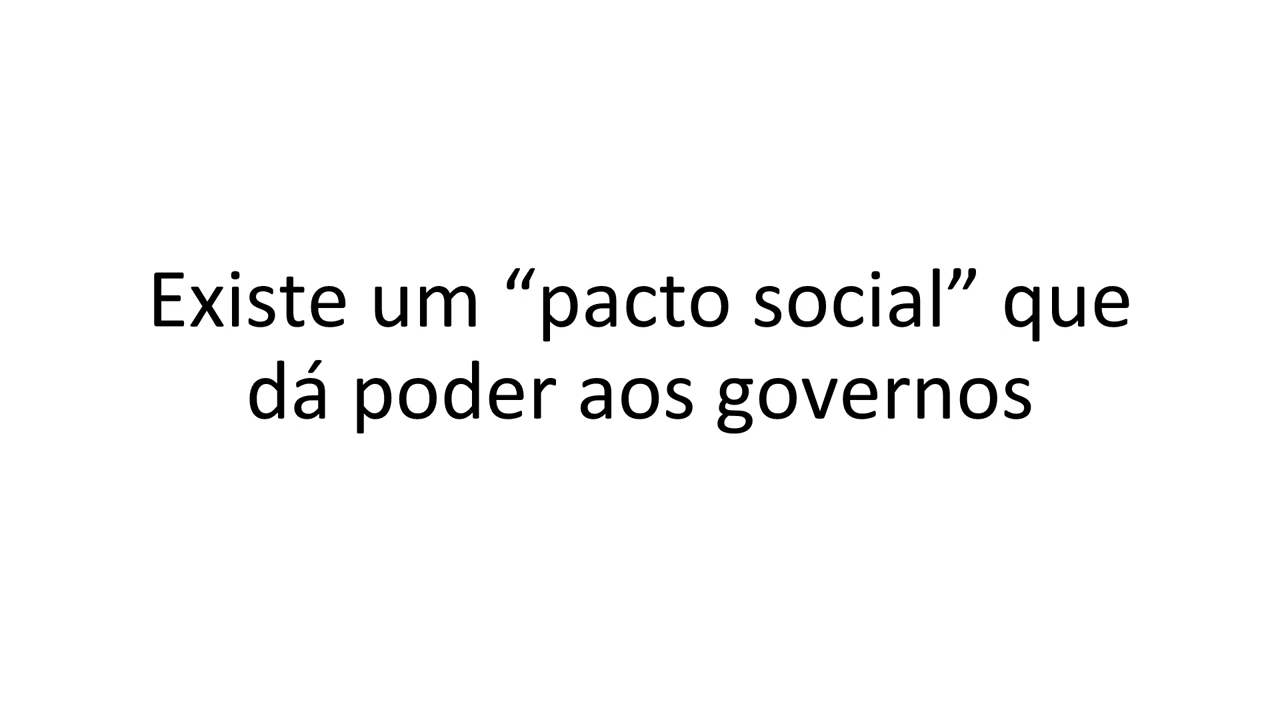 Existe um “pacto social” que
dá poder aos governos